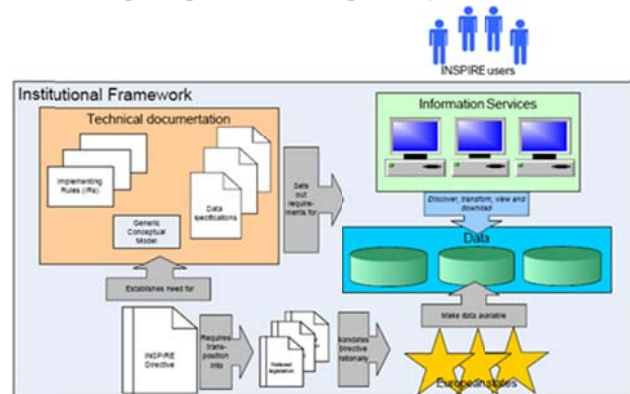 INSPIRE users
Institutional Framework
Technical documentation
Implementing
Rules (IRs)
Data
specifications
Generic
Conceptual
Model
Sets
out
require-
ments for
Information Services
Discover, transform, view and
download
Data
Establishes need for
INSPIRE
Directive
Requires
trans-
position
into
legislation
Mandates
Directive
nationally
Make data available
European states